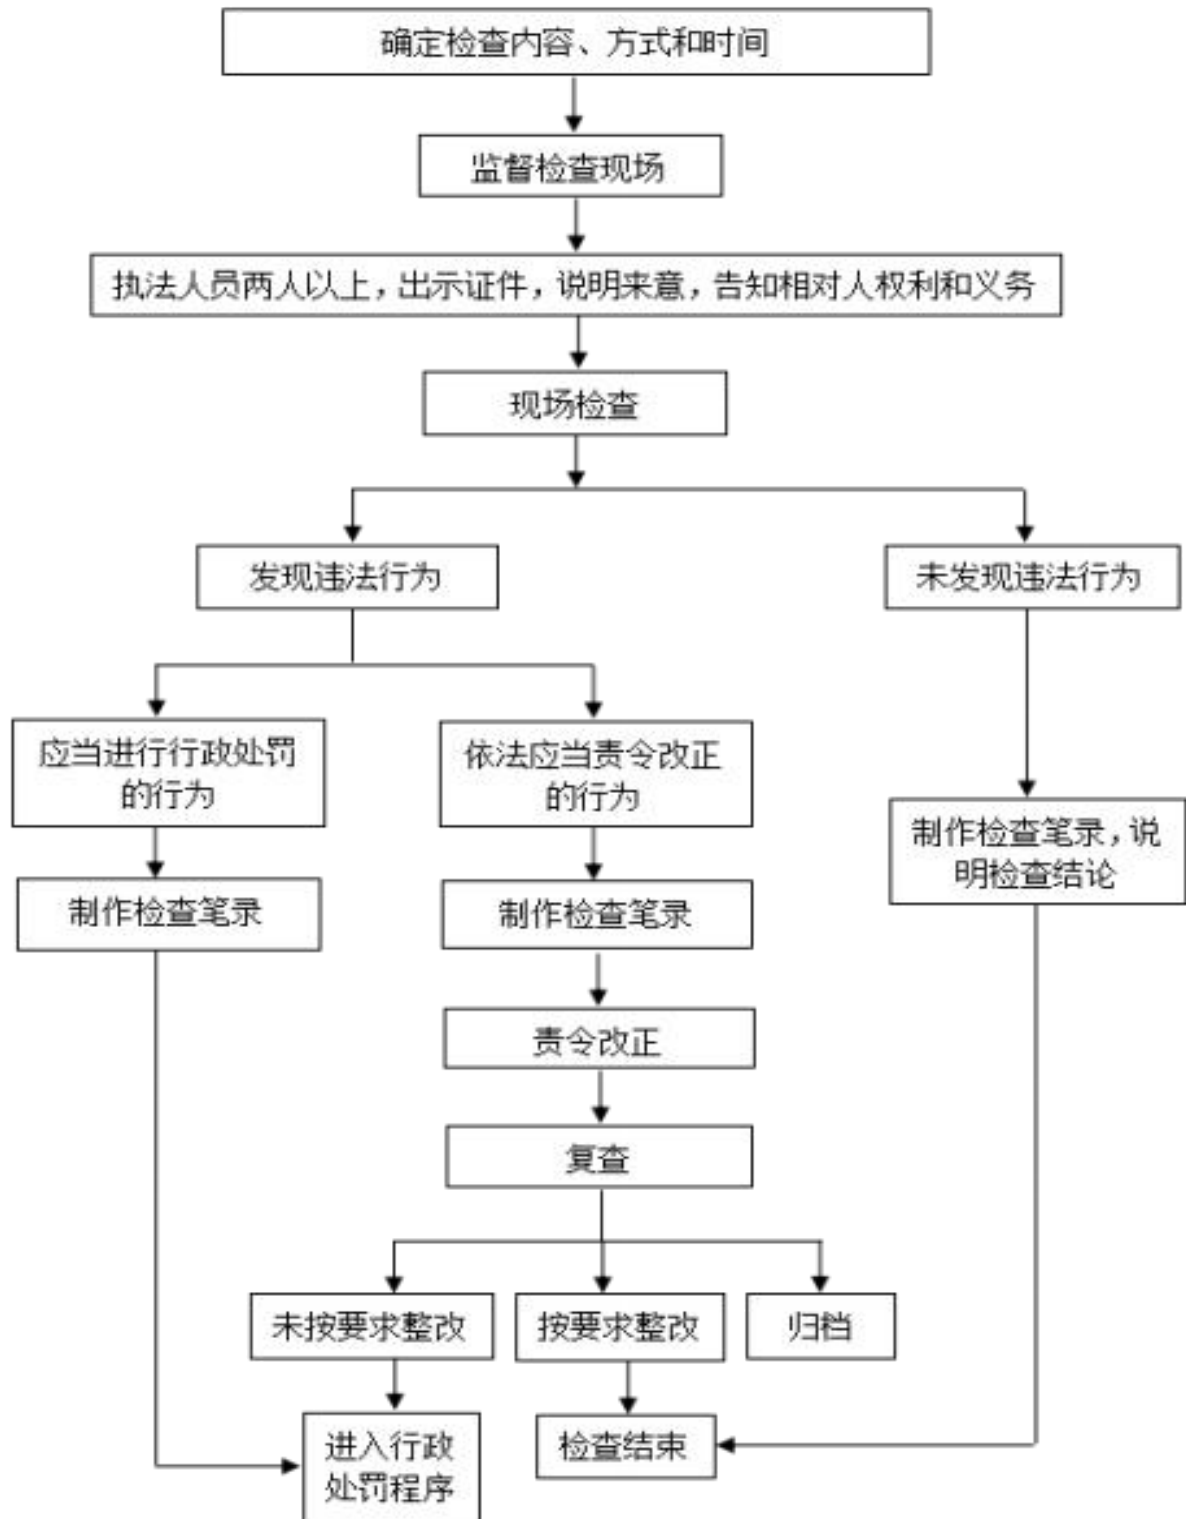 确定检查内容、方式和时间
监督检查现场
执法人员两人以上，出示证件，说明来意，告知相对人权利和义务
现场检查
发现违法行为
未发现违法行为
应当进行行政处罚
的行为
依法应当责令改正
的行为
制作检查笔录，说
明检查结论
制作检查笔录
制作检查笔录
责令改正
复查
未按要求整改
按要求整改
归档
进入行政
处罚程序
检查结束